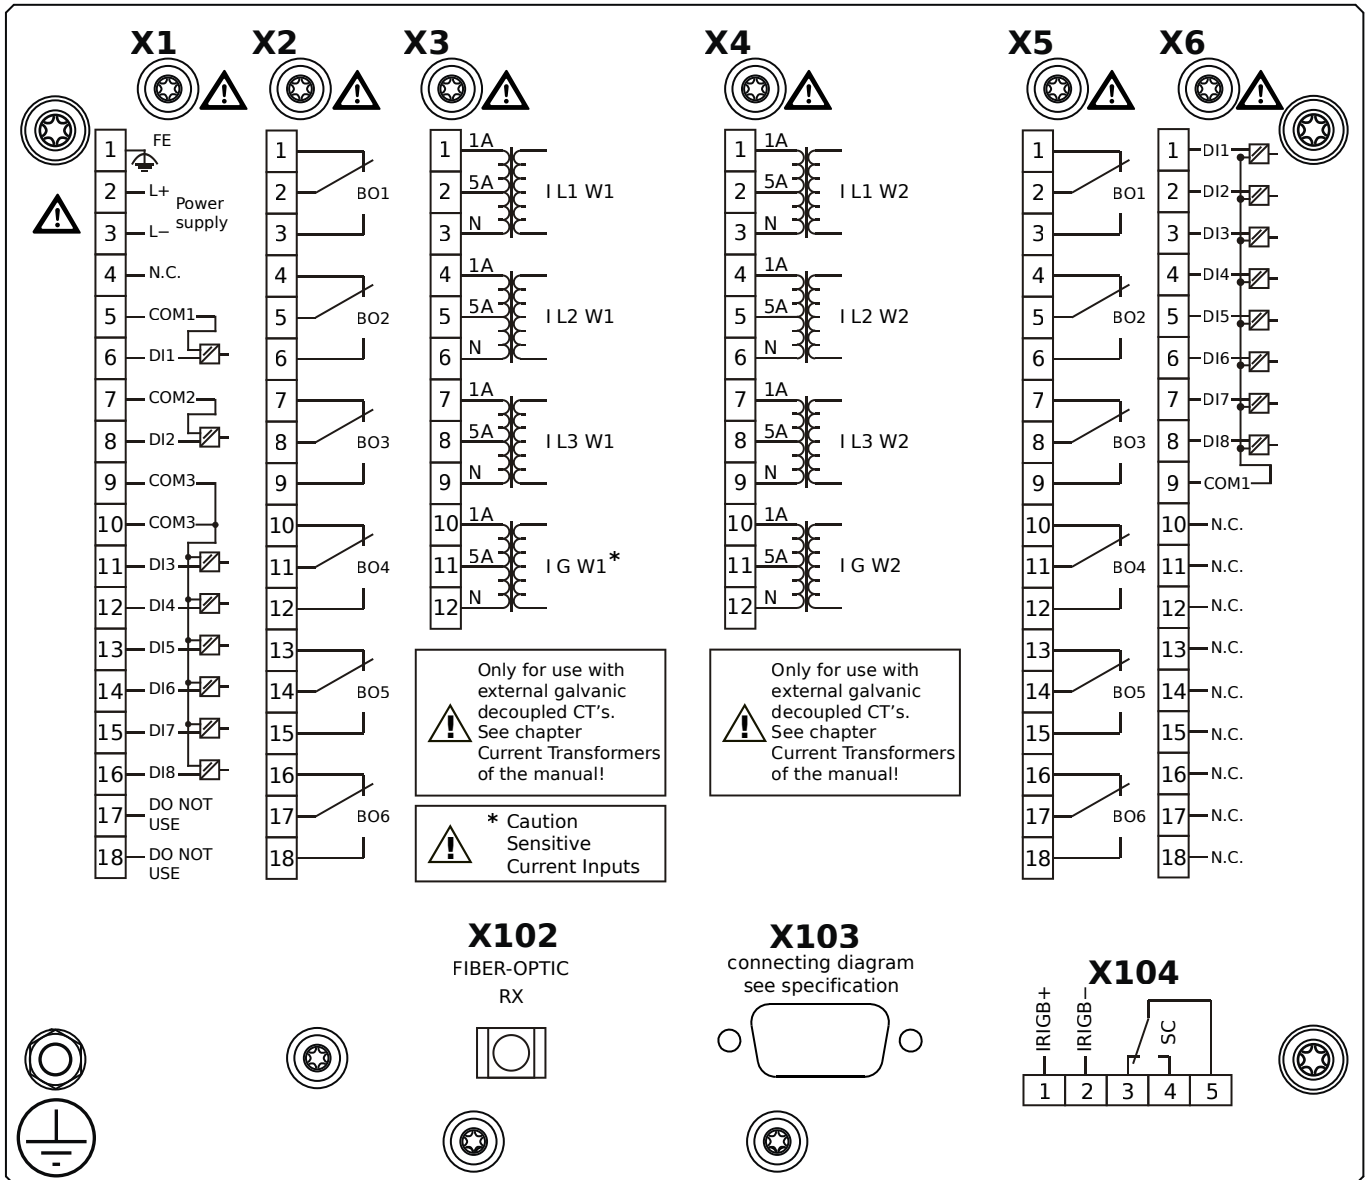 X1
X2
X3
X4
X5
X6
1 FE
2 L+
Power
supply
3 L−
4 N.C.
5 COM1
6 DI1
7 COM2
8 DI2
9 COM3
10 COM3
11 DI3
12 DI4
13 DI5
14 DI6
15 DI7
16 DI8
17 DO NOT
USE
18 DO NOT
USE
1
2 BO1
3
4
5 BO2
6
7
8 BO3
9
10
11 BO4
12
13
14 BO5
15
16
17 BO6
18
1 1A
2 5A I L1 W1
3 N
4 1A
5 5A I L2 W1
6 N
7 1A
8 5A I L3 W1
9 N
10 1A
11 5A I G W1*
12 N
Only for use with
external galvanic
decoupled CT's.
See chapter
Current Transformers
of the manual!
* Caution
Sensitive
Current Inputs
1 1A
2 5A I L1 W2
3 N
4 1A
5 5A I L2 W2
6 N
7 1A
8 5A I L3 W2
9 N
10 1A
11 5A I G W2
12 N
Only for use with
external galvanic
decoupled CT's.
See chapter
Current Transformers
of the manual!
1
2 BO1
3
4
5 BO2
6
7
8 BO3
9
10
11 BO4
12
13
14 BO5
15
16
17 BO6
18
1 DI1
2 DI2
3 DI3
4 DI4
5 DI5
6 DI6
7 DI7
8 DI8
9 COM1
10 N.C.
11 N.C.
12 N.C.
13 N.C.
14 N.C.
15 N.C.
16 N.C.
17 N.C.
18 N.C.
X102
FIBER-OPTIC
RX
X103
connecting diagram
see specification
X104
IRIGB+
IRIGB−
SC
1 2 3 4 5